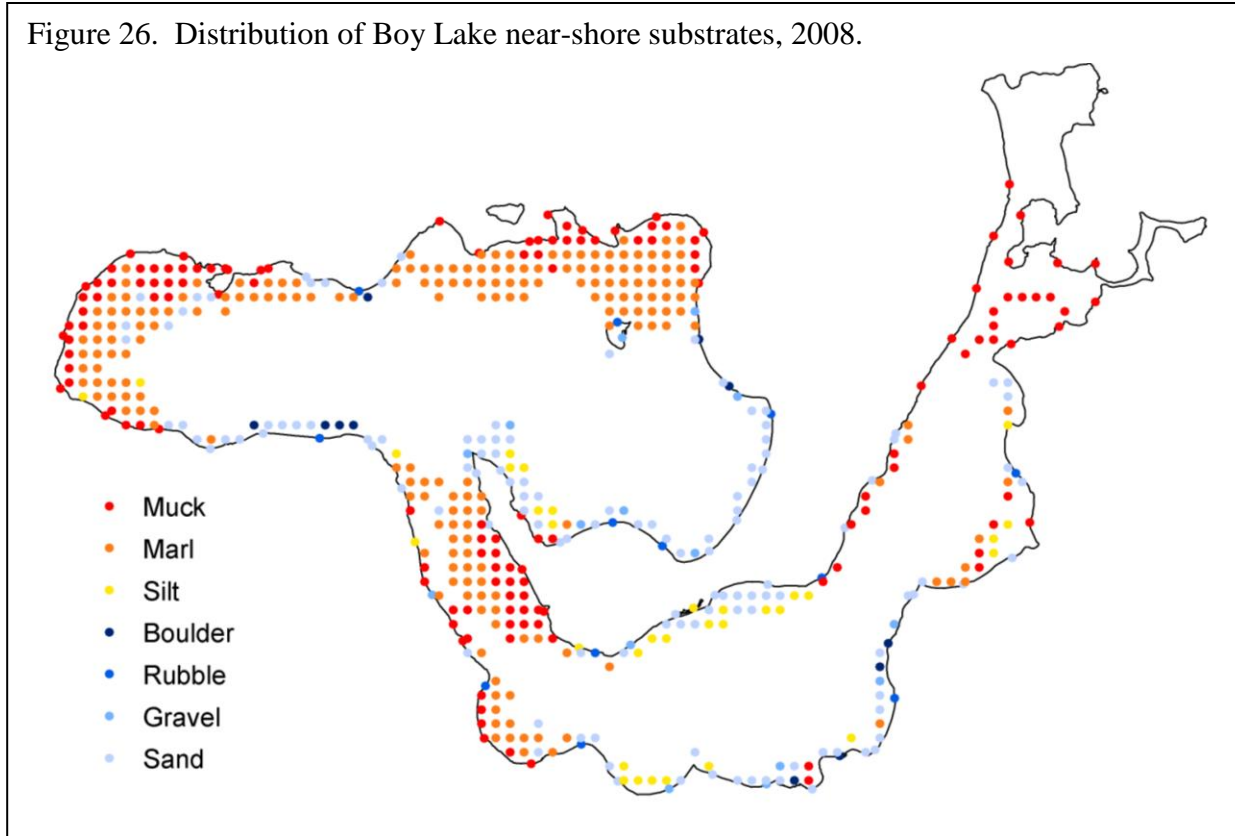 Figure 26.  Distribution of Boy Lake near-shore substrates, 2008.
Muck
Marl
Silt
Boulder
Rubble
Gravel
Sand